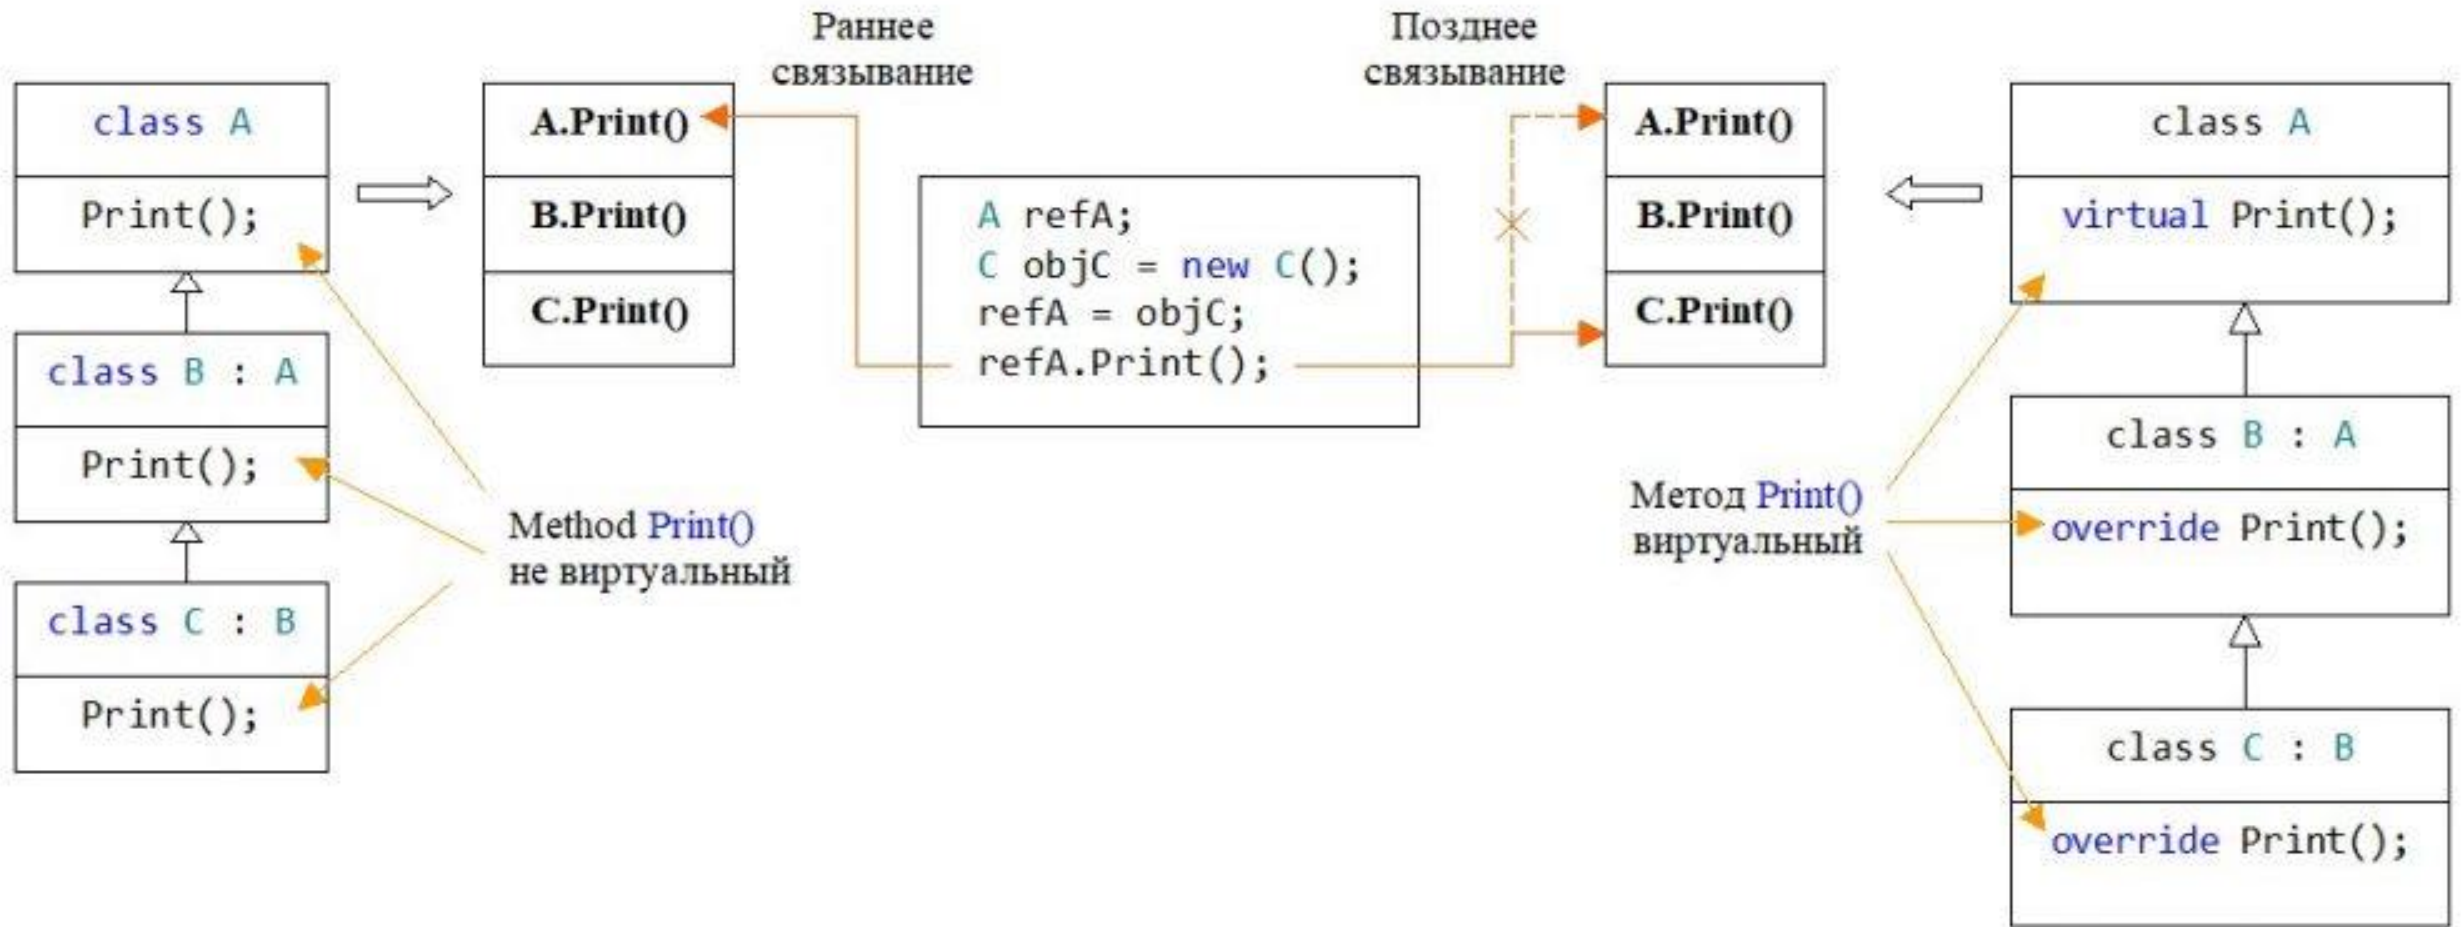 Раннее
связывание
Позднее
связывание
class A
Print();
class B : A
Print();
class C : B
Print();
A.Print()
B.Print()
C.Print()
Method Print()
не виртуальный
A refA;
C objC = new C();
refA = objC;
refA.Print();
A.Print()
B.Print()
C.Print()
Метод Print()
виртуальный
class A
virtual Print();
class B : A
override Print();
class C : B
override Print();